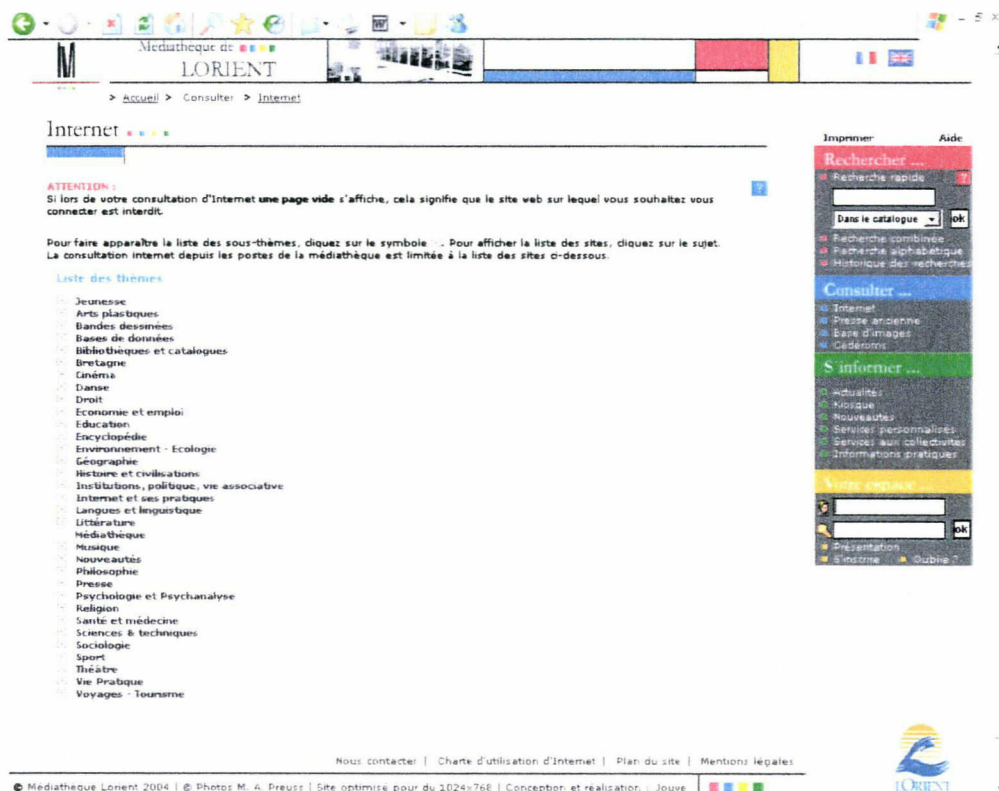 Médiathèque de
LORIENT
> Accueil > Consulter > Internet
Internet
ATTENTION :
Si lors de votre consultation d'Internet une page vide s'affiche, cela signifie que le site web sur lequel vous souhaitez vous
connecter est interdit.
Pour faire apparaître la liste des sous-thèmes, cliquez sur le symbole . Pour afficher la liste des sites, cliquez sur le sujet.
La consultation internet depuis les postes de la médiathèque est limitée à la liste des sites ci-dessous.
Liste des thèmes
Jeunesse
Arts plastiques
Bandes dessinées
Bases de données
Bibliothèques et catalogues
Bretagne
Cinéma
Danse
Droit
Economie et emploi
Education
Encyclopédie
Environnement - Ecologie
Géographie
Histoire et civilisations
Institutions, politique, vie associative
Internet et ses pratiques
Langues et linguistique
Littérature
Médiathèque
Musique
Nouveautés
Philosophie
Presse
Psychologie et Psychanalyse
Religion
Santé et médecine
Sciences & techniques
Sociologie
Sport
Théâtre
Vie Pratique
Voyages - Tourisme
Imprimer Aide
Rechercher ...
Recherche rapide ?
Dans le catalogue ok
Recherche combinée
Recherche alphabétique
Historique des recherches
Consulter ...
Internet
Presse ancienne
Base d'images
Cédéroms
S'informer ...
Actualités
Kiosque
Nouveautés
Services personnalisés
Services aux collectivités
Informations pratiques
Votre espace ...
ok
Présentation
S'inscrire Oublié ?
Nous contacter | Charte d'utilisation d'Internet | Plan du site | Mentions légales
© Médiathèque Lorient 2004 | © Photos M. A. Preuss | Site optimisé pour du 1024x768 | Conception et réalisation : Jouve
LORIENT